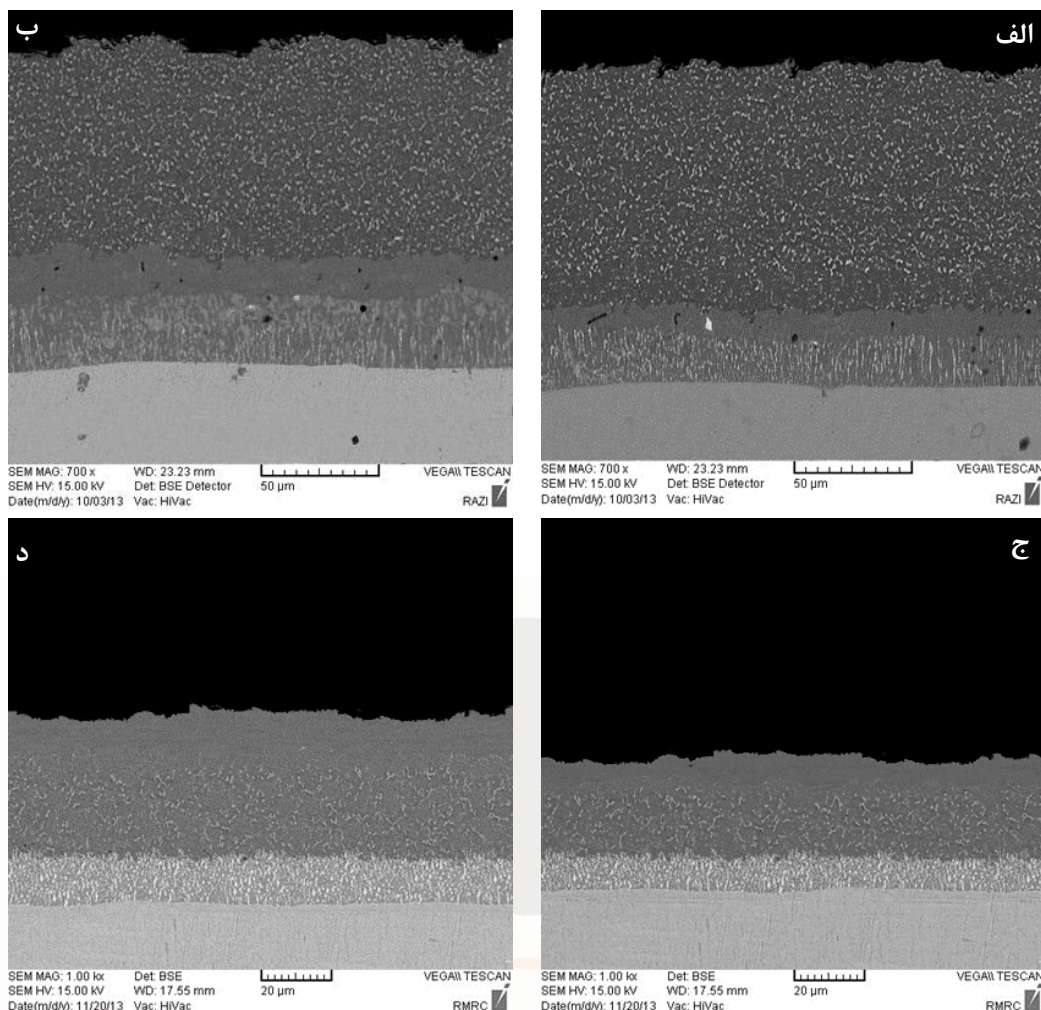 الف
SEM MAG: 700 x WD: 23.23 mm VEGA\\ TESCAN
SEM HV: 15.00 kV Det: BSE Detector 50 µm
Date(m/d/y): 10/03/13 Vac: HiVac RAZI
ب
SEM MAG: 700 x WD: 23.23 mm VEGA\\ TESCAN
SEM HV: 15.00 kV Det: BSE Detector 50 µm
Date(m/d/y): 10/03/13 Vac: HiVac RAZI
ج
SEM MAG: 1.00 kx Det: BSE VEGA\\ TESCAN
SEM HV: 15.00 kV WD: 17.55 mm 20 µm
Date(m/d/y): 11/20/13 Vac: HiVac RMRC
د
SEM MAG: 1.00 kx Det: BSE VEGA\\ TESCAN
SEM HV: 15.00 kV WD: 17.55 mm 20 µm
Date(m/d/y): 11/20/13 Vac: HiVac RMRC